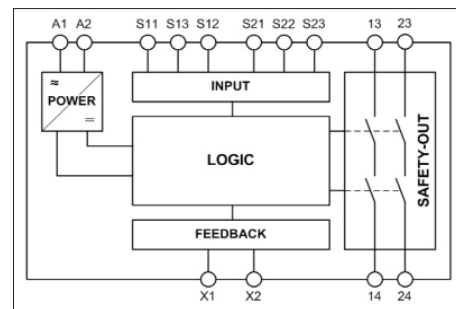 A1 A2 S11 S13 S12 S21 S22 S23 13 23
POWER
INPUT
LOGIC
SAFETY-OUT
FEEDBACK
X1 X2 14 24